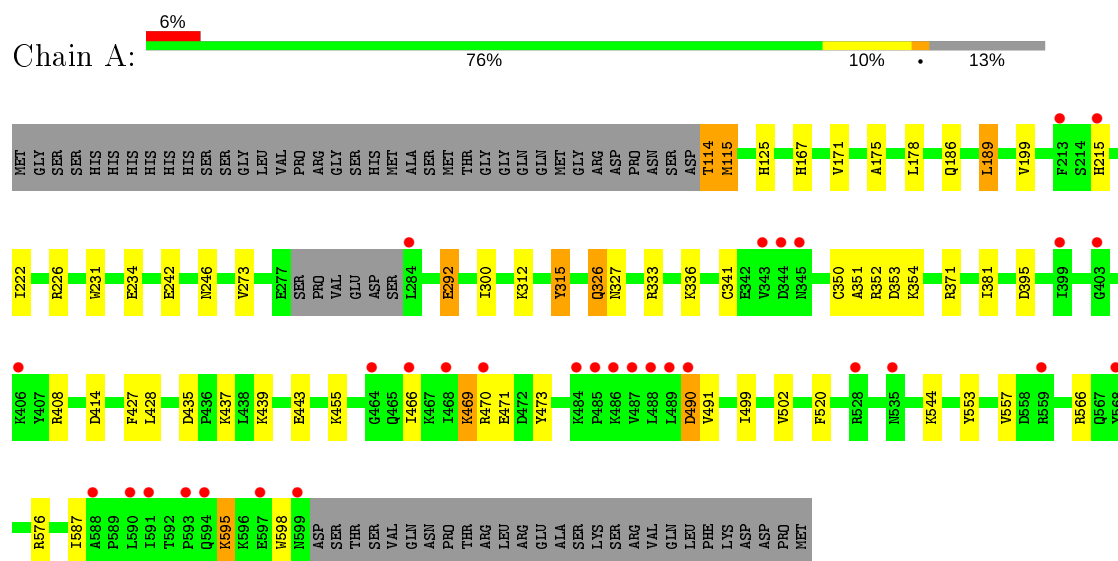 6%
Chain A:
76% 10% • 13%
MET GLY SER SER HIS HIS HIS HIS HIS HIS SER SER GLY LEU VAL PRO ARG GLY SER HIS MET ALA SER MET THR GLY GLY GLN GLN MET GLY ARG ASP PRO ASN SER ASP T114 M115 H125 H167 V171 A175 L178 Q186 L189 V199 F213 S214 H215
I222 R226 W231 E234 E242 N246 V273 E277 SER PRO VAL GLU ASP SER L284 E292 I300 K312 Y315 Q326 N327 R333 K336 C341 E342 V343 D344 N345 C350 A351 R352 D353 K354 R371 I381 D395 I399 G403
K406 Y407 R408 D414 F427 L428 D435 P436 K437 L438 K439 E443 K455 G464 Q465 I466 K467 I468 K469 R470 E471 D472 Y473 K484 P485 K486 V487 L488 L489 D490 V491 I499 V502 F520 R528 N535 K544 Y553 V557 D558 R559 R566 Q567 Y568
R576 I587 A588 P589 L590 I591 T592 P593 Q594 K595 K596 E597 W598 N599 ASP SER THR SER VAL GLN ASN PRO THR ARG LEU ARG GLU ALA SER LYS SER ARG VAL GLN LEU PHE LYS ASP ASP PRO MET